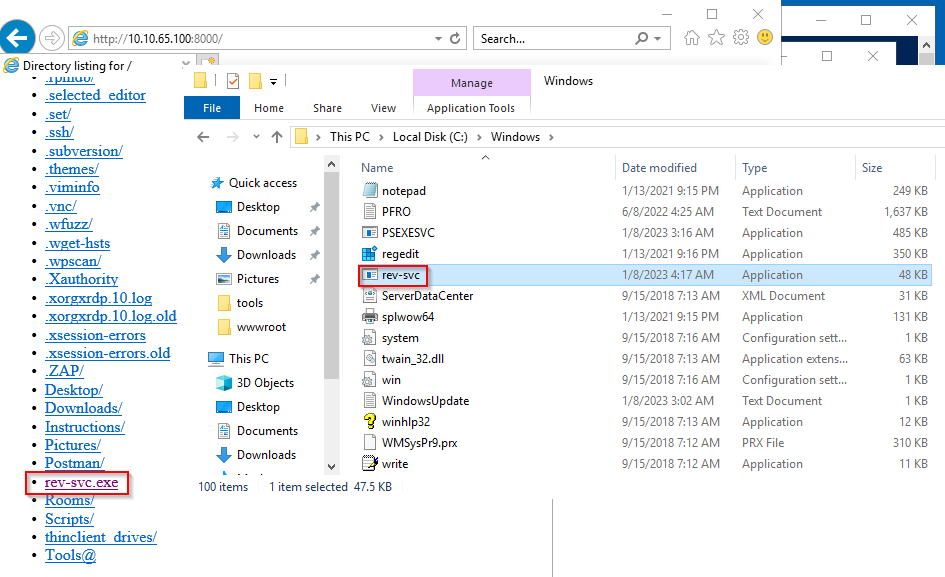 http://10.10.65.100:8000/
Search...
Directory listing for /
.selected_editor
.set/
.ssh/
.subversion/
.themes/
.viminfo
.vnc/
.wfuzz/
.wget-hsts
.wpscan/
.Xauthority
.xorgxrdp.10.log
.xorgxrdp.10.log.old
.xsession-errors
.xsession-errors.old
.ZAP/
Desktop/
Downloads/
Instructions/
Pictures/
Postman/
rev-svc.exe
Rooms/
Scripts/
thinclient_drives/
Tools@
Manage
Windows
File Home Share View Application Tools
This PC Local Disk (C:) Windows
Quick access
Desktop
Documents
Downloads
Pictures
tools
wwwroot
This PC
3D Objects
Desktop
Documents
Downloads
Name Date modified Type Size
notepad 1/13/2021 9:15 PM Application 249 KB
PFRO 6/8/2022 4:25 AM Text Document 1,637 KB
PSEXESVC 1/8/2023 3:16 AM Application 485 KB
regedit 1/13/2021 9:16 PM Application 350 KB
rev-svc 1/8/2023 4:17 AM Application 48 KB
ServerDataCenter 9/15/2018 7:13 AM XML Document 31 KB
splwow64 1/13/2021 9:15 PM Application 131 KB
system 9/15/2018 7:16 AM Configuration sett... 1 KB
twain_32.dll 9/15/2018 7:13 AM Application extens... 63 KB
win 9/15/2018 7:16 AM Configuration sett... 1 KB
WindowsUpdate 1/8/2023 3:02 AM Text Document 1 KB
winhlp32 9/15/2018 7:13 AM Application 12 KB
WMSysPr9.prx 9/15/2018 7:12 AM PRX File 310 KB
write 9/15/2018 7:12 AM Application 11 KB
100 items 1 item selected 47.5 KB